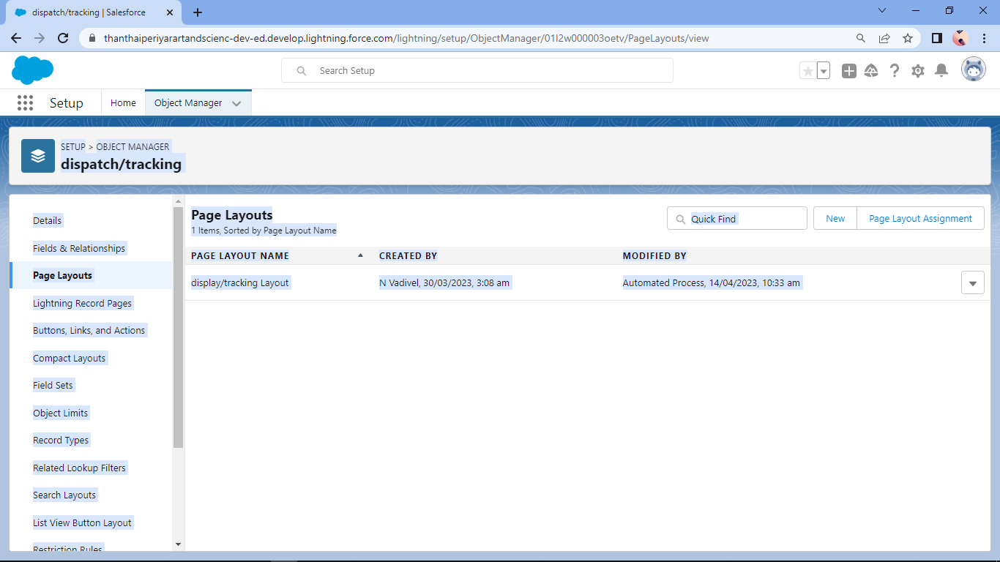 dispatch/tracking | Salesforce
thanthaiperiyarartandscienc-dev-ed.develop.lightning.force.com/lightning/setup/ObjectManager/01I2w000003oetv/PageLayouts/view
Search Setup
Setup
Home
Object Manager
SETUP > OBJECT MANAGER
dispatch/tracking
Details
Fields & Relationships
Page Layouts
Lightning Record Pages
Buttons, Links, and Actions
Compact Layouts
Field Sets
Object Limits
Record Types
Related Lookup Filters
Search Layouts
List View Button Layout
Restriction Rules
Page Layouts
1 Items, Sorted by Page Layout Name
Quick Find
New
Page Layout Assignment
PAGE LAYOUT NAME CREATED BY MODIFIED BY
display/tracking Layout N Vadivel, 30/03/2023, 3:08 am Automated Process, 14/04/2023, 10:33 am